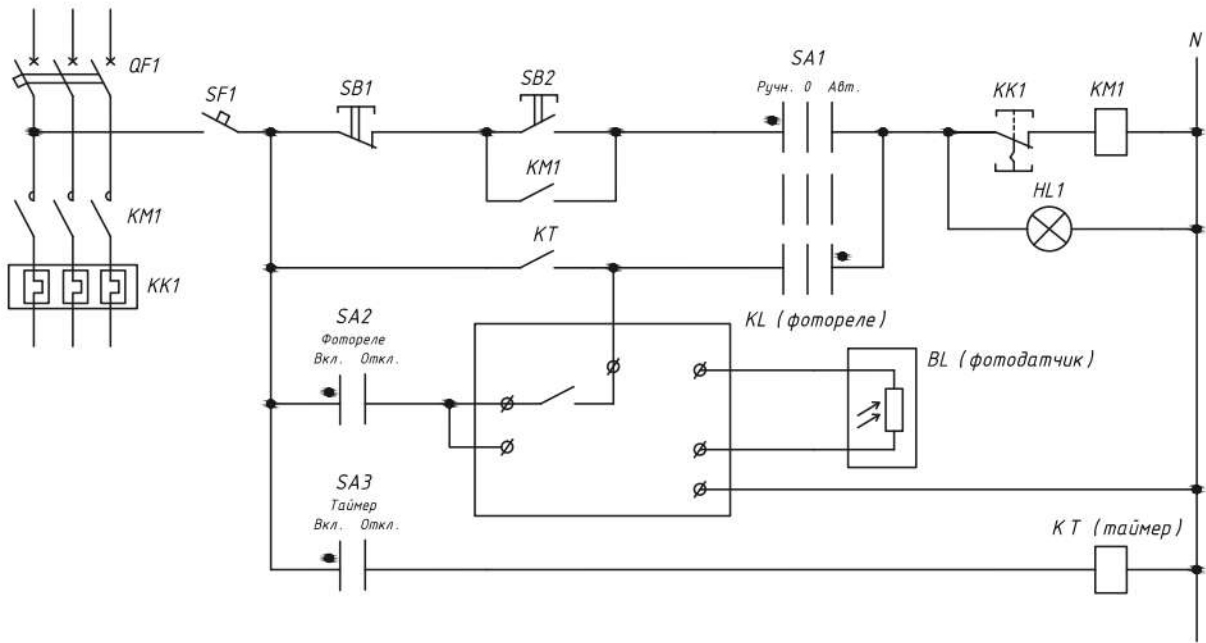 QF1
SF1
SB1
SB2
SA1
Ручн. 0 Авт.
KK1
KM1
N
KM1
HL1
KM1
KT
KK1
SA2
Фотореле
Вкл. Откл.
KL (фотореле)
BL (фотодатчик)
SA3
Таймер
Вкл. Откл.
KT (таймер)